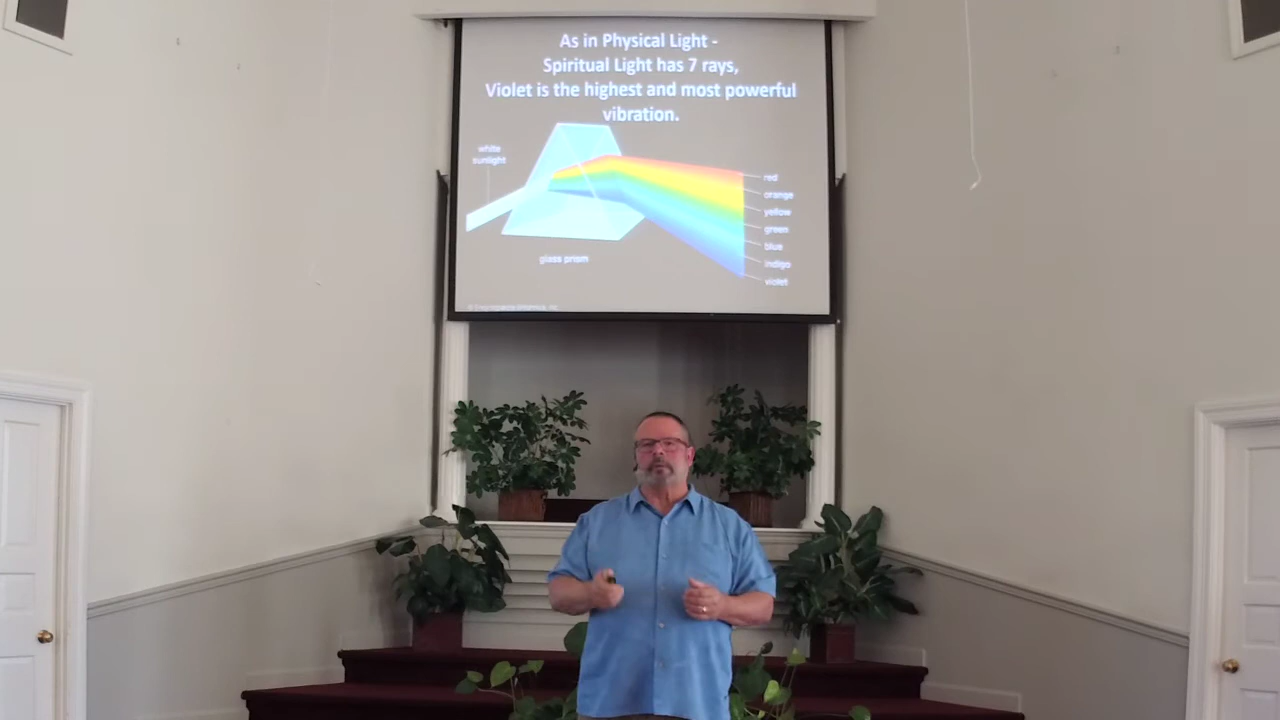 As in Physical Light -
Spiritual Light has 7 rays,
Violet is the highest and most powerful
vibration.
white
sunlight
glass prism
red
orange
yellow
green
blue
indigo
violet